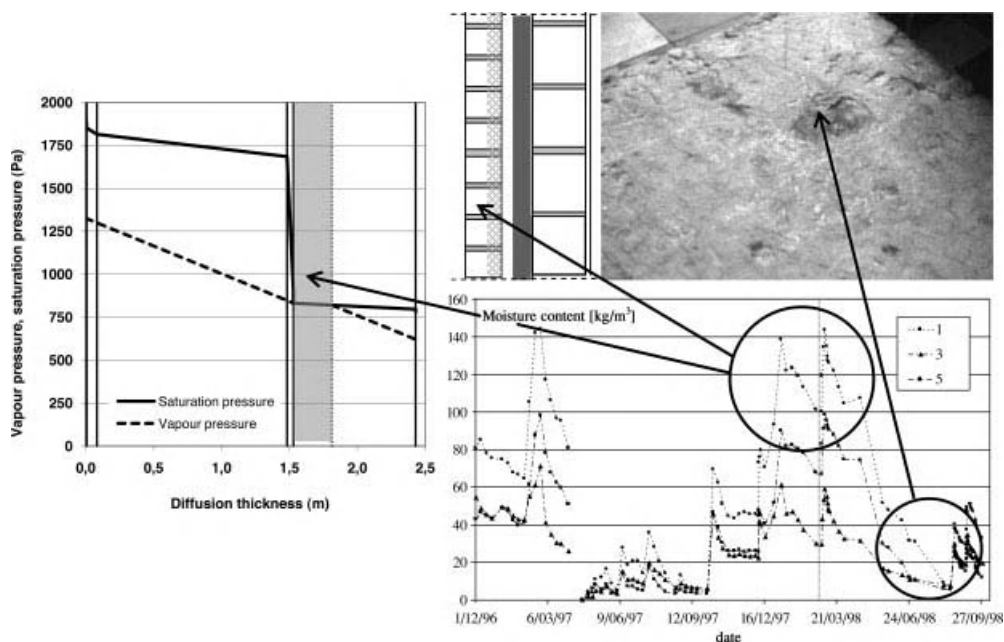 2000
1750
1500
1250
1000
750
500
250
0
Vapour pressure, saturation pressure (Pa)
Saturation pressure
Vapour pressure
0,0 0,5 1,0 1,5 2,0 2,5
Diffusion thickness (m)
160
140
120
100
80
60
40
20
0
Moisture content [kg/m³]
1
3
5
1/12/96 6/03/97 9/06/97 12/09/97 16/12/97 21/03/98 24/06/98 27/09/98
date